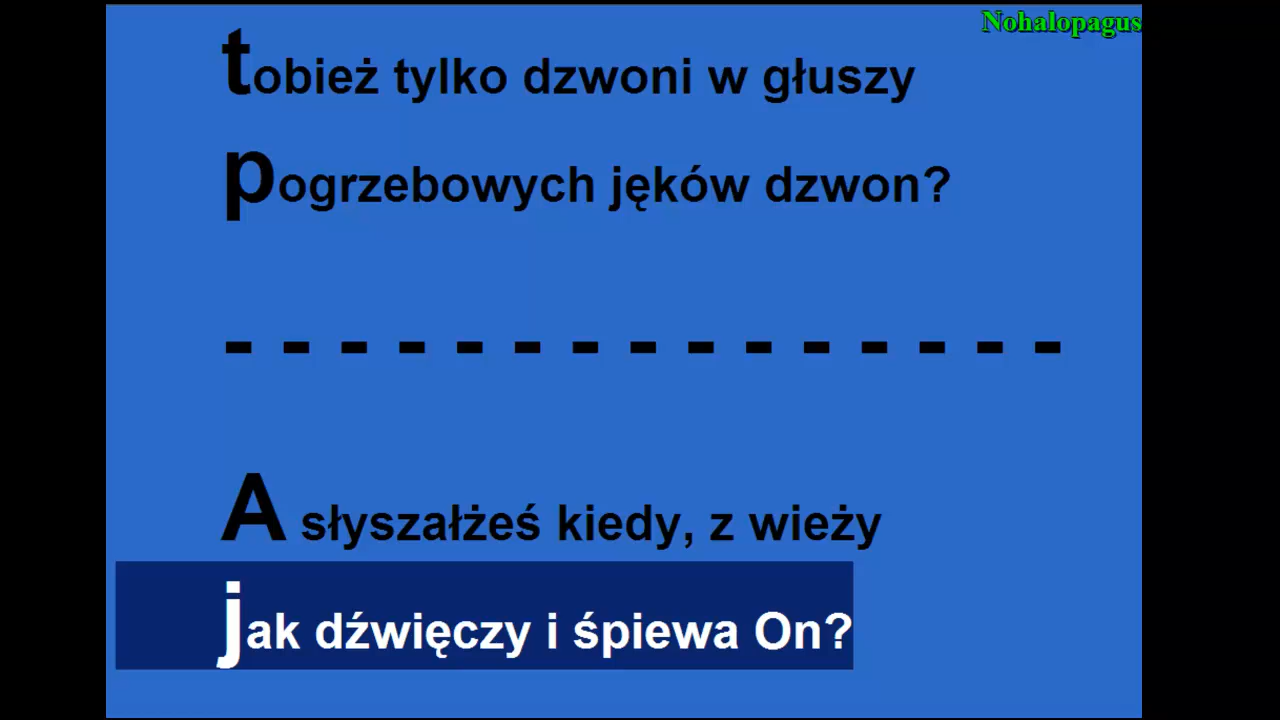 Nohalopagus
tobież tylko dzwoni w głuszy
pogrzebowych jęków dzwon?
- - - - - - - - - - - - - - -
A słyszałżeś kiedy, z wieży
jak dźwięczy i śpiewa On?